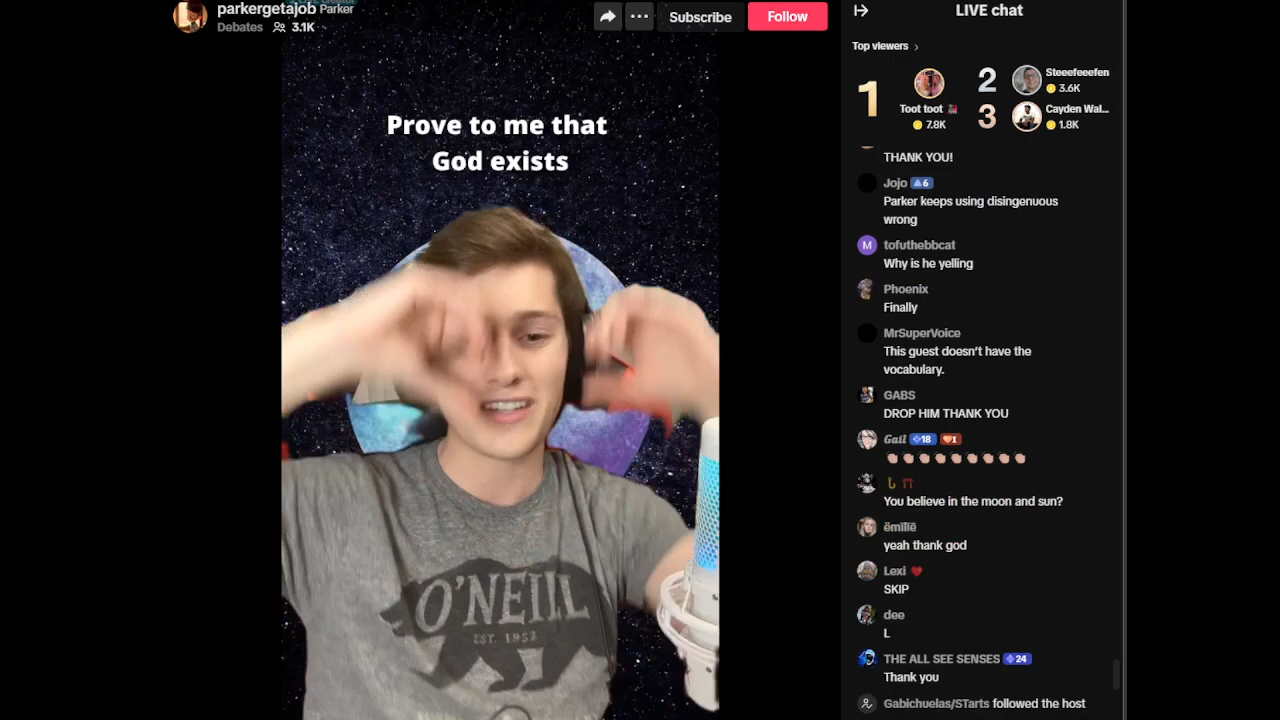 parkergetajob Parker
Debates 3.1K
Subscribe
Follow
Prove to me that
God exists
O'NEILL
EST. 1952
LIVE chat
Top viewers
1
Toot toot
7.8K
2
Steeefeeefen
3.6K
3
Cayden Wal...
1.8K
THANK YOU!
Jojo 6
Parker keeps using disingenuous
wrong
M
tofuthebbcat
Why is he yelling
Phoenix
Finally
MrSuperVoice
This guest doesn't have the
vocabulary.
GABS
DROP HIM THANK YOU
Gail 18 1
You believe in the moon and sun?
ëmïlïë
yeah thank god
Lexi
SKIP
dee
L
THE ALL SEE SENSES 24
Thank you
Gabichuelas/STarts followed the host